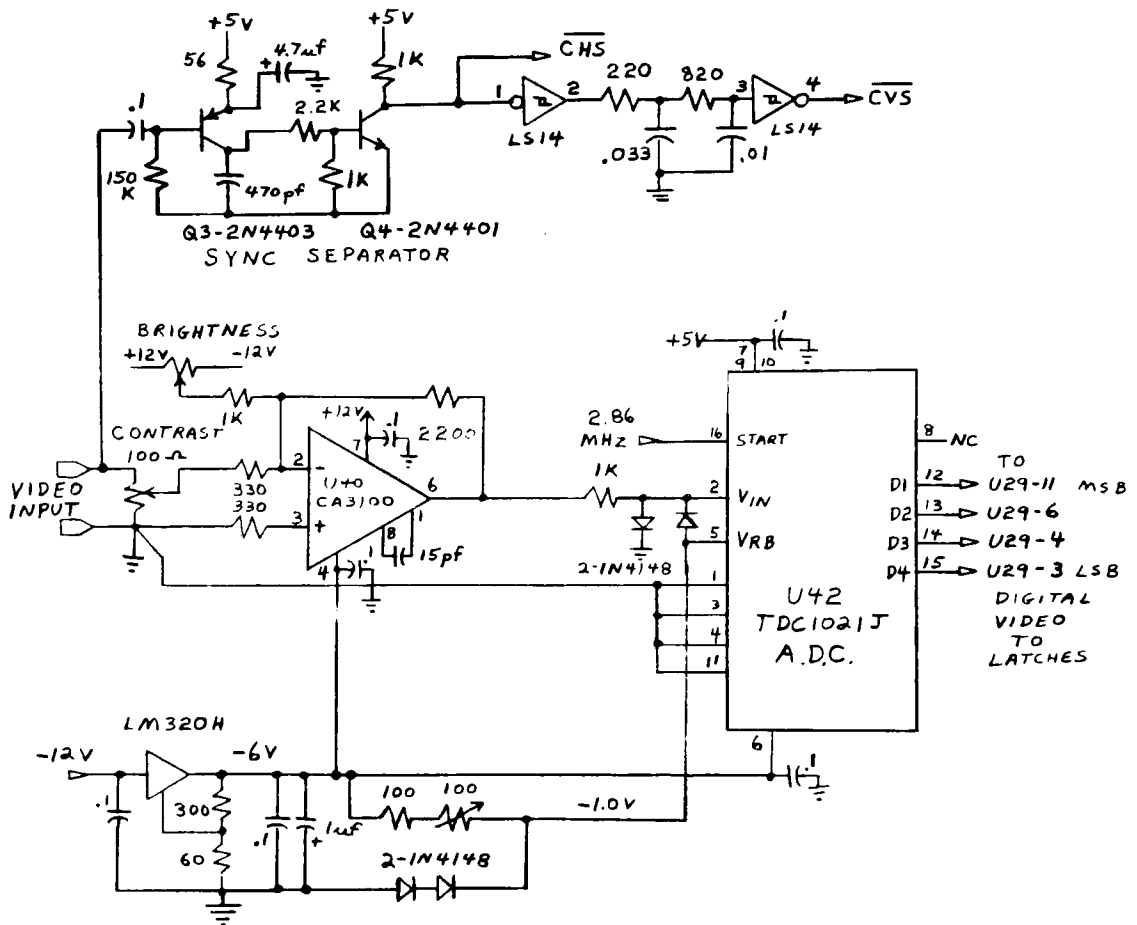 +5V
+5V
56
4.7uf
+
1K
CHS
.1
2.2K
1
2
220
820
3
4
CVS
LS14
LS14
150
K
470pf
1K
.033
.01
Q3-2N4403
Q4-2N4401
SYNC SEPARATOR
BRIGHTNESS
+12V
-12V
1K
2200
+12V
.1
7
+5V
.1
7
9
10
CONTRAST
100Ω
2.86
MHz
16
START
8
NC
VIDEO
INPUT
330
330
2
-
U40
CA3100
6
3
+
1
8
15pf
4
.1
1K
2
VIN
5
VRB
2-1N4148
1
3
4
11
TO
D1
12
U29-11 MSB
D2
13
U29-6
D3
14
U29-4
D4
15
U29-3 LSB
DIGITAL
VIDEO
TO
LATCHES
U42
TDC1021J
A.D.C.
6
.1
LM320H
-12V
-6V
.1
300
60
.1
1uf
+
100
100
-1.0V
2-1N4148